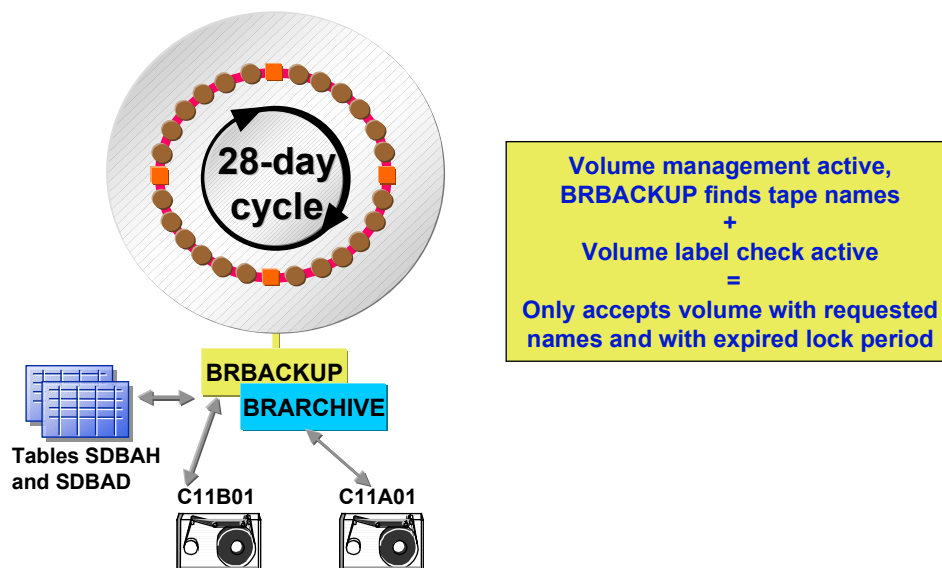 28-day
cycle
Volume management active,
BRBACKUP finds tape names
+
Volume label check active
=
Only accepts volume with requested
names and with expired lock period
BRBACKUP
BRARCHIVE
Tables SDBAH
and SDBAD
C11B01
C11A01